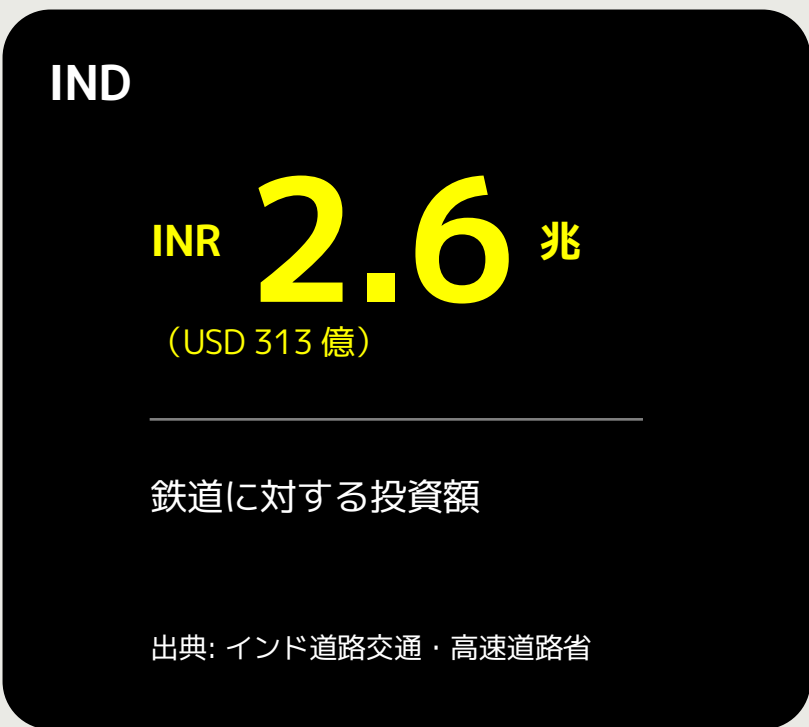 IND
INR 2.6 兆
（USD 313 億）
鉄道に対する投資額
出典: インド道路交通・高速道路省